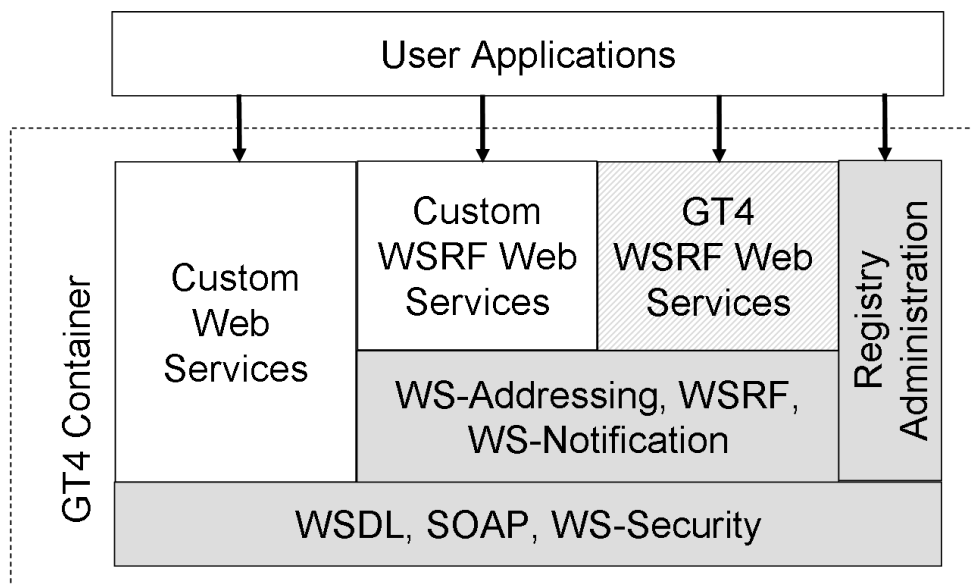 User Applications
GT4 Container
Custom
Web
Services
Custom
WSRF Web
Services
GT4
WSRF Web
Services
Registry
Administration
WS-Addressing, WSRF,
WS-Notification
WSDL, SOAP, WS-Security